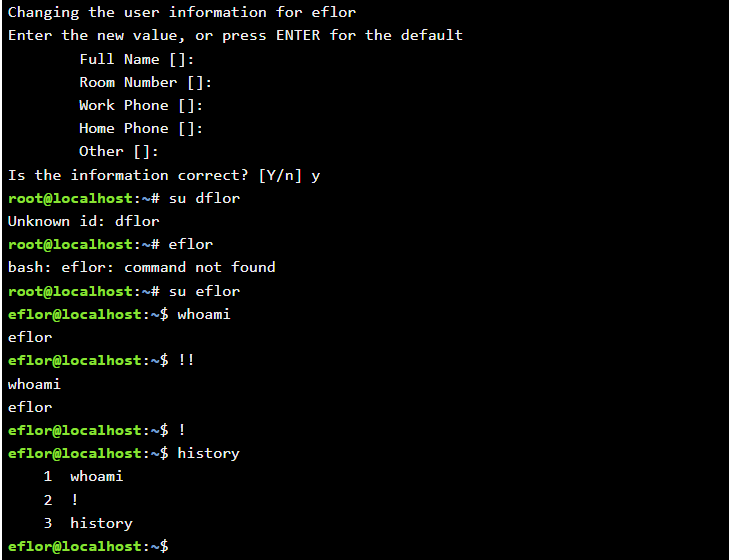 Changing the user information for eflor
Enter the new value, or press ENTER for the default
        Full Name []:
        Room Number []:
        Work Phone []:
        Home Phone []:
        Other []:
Is the information correct? [Y/n] y
root@localhost:~# su dflor
Unknown id: dflor
root@localhost:~# eflor
bash: eflor: command not found
root@localhost:~# su eflor
eflor@localhost:~$ whoami
eflor
eflor@localhost:~$ !!
whoami
eflor
eflor@localhost:~$ !
eflor@localhost:~$ history
    1  whoami
    2  !
    3  history
eflor@localhost:~$